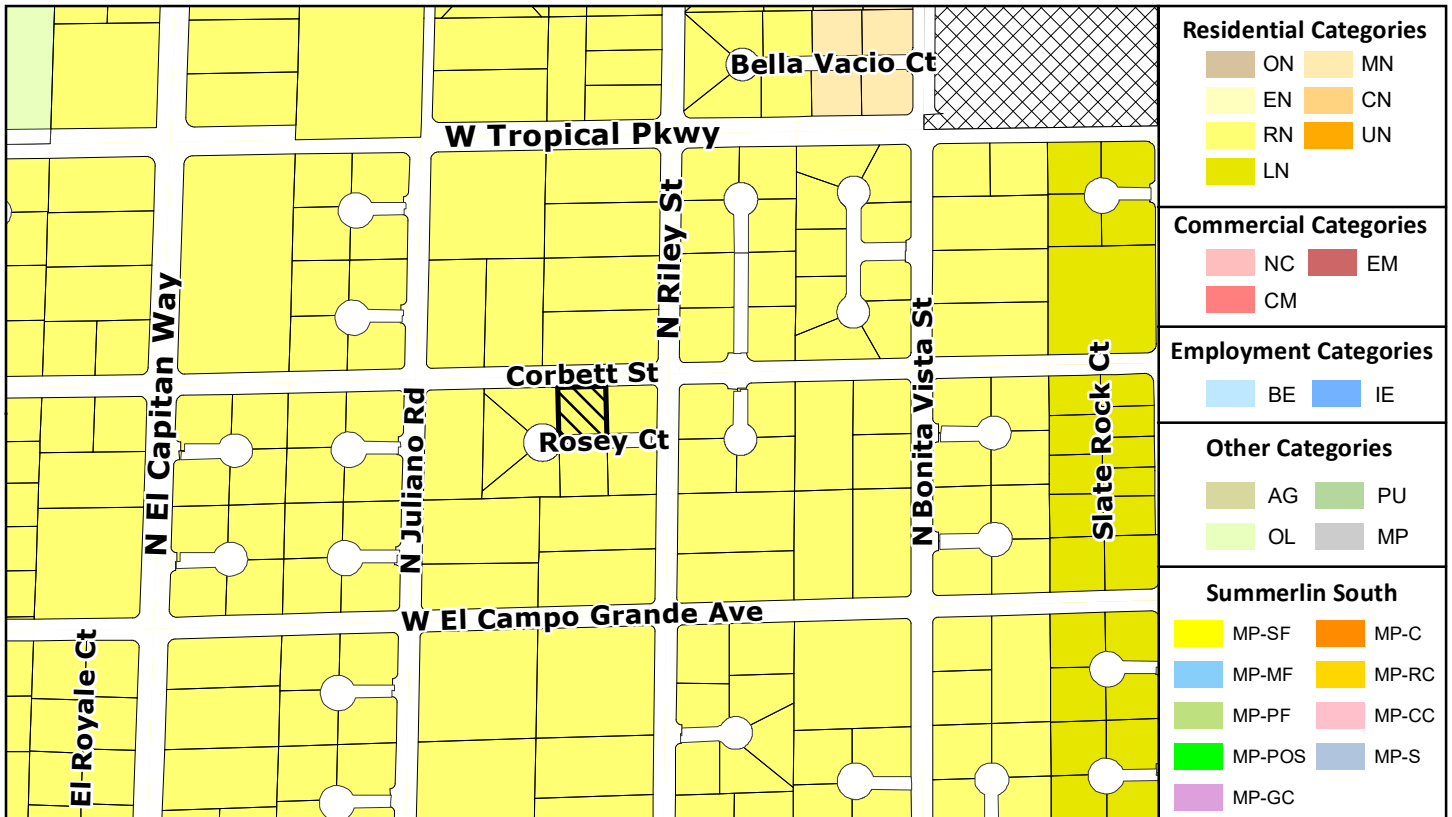 Bella Vacio Ct
W Tropical Pkwy
N Riley St
N El Capitan Way
N Bonita Vista St
Slate Rock Ct
Corbett St
N Juliano Rd
Rosey Ct
W El Campo Grande Ave
El Royale Ct
Residential Categories
ON MN
EN CN
RN UN
LN
Commercial Categories
NC EM
CM
Employment Categories
BE IE
Other Categories
AG PU
OL MP
Summerlin South
MP-SF MP-C
MP-MF MP-RC
MP-PF MP-CC
MP-POS MP-S
MP-GC